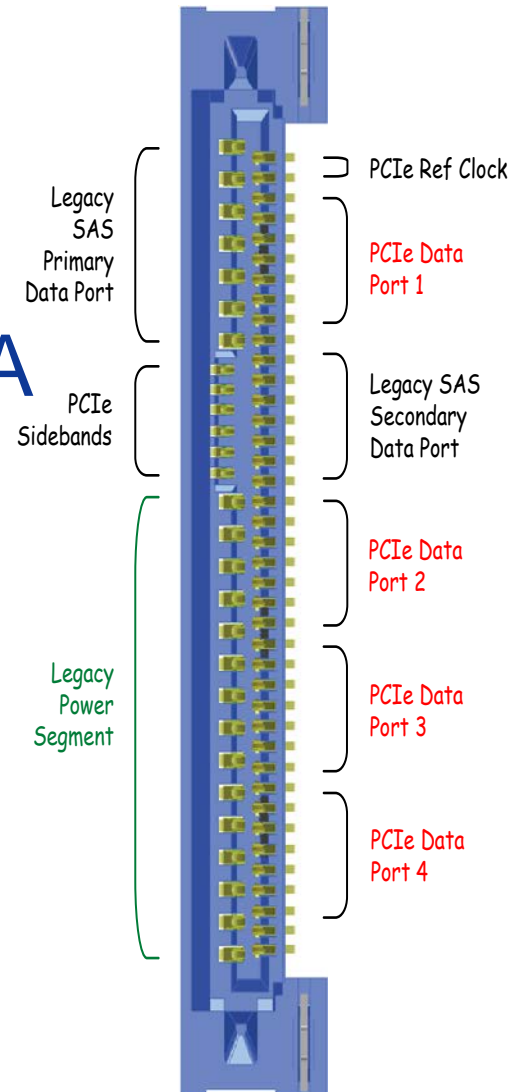 PCIe Ref Clock
Legacy
SAS
Primary
Data Port
PCIe Data
Port 1
A
PCIe
Sidebands
Legacy SAS
Secondary
Data Port
PCIe Data
Port 2
Legacy
Power
Segment
PCIe Data
Port 3
PCIe Data
Port 4